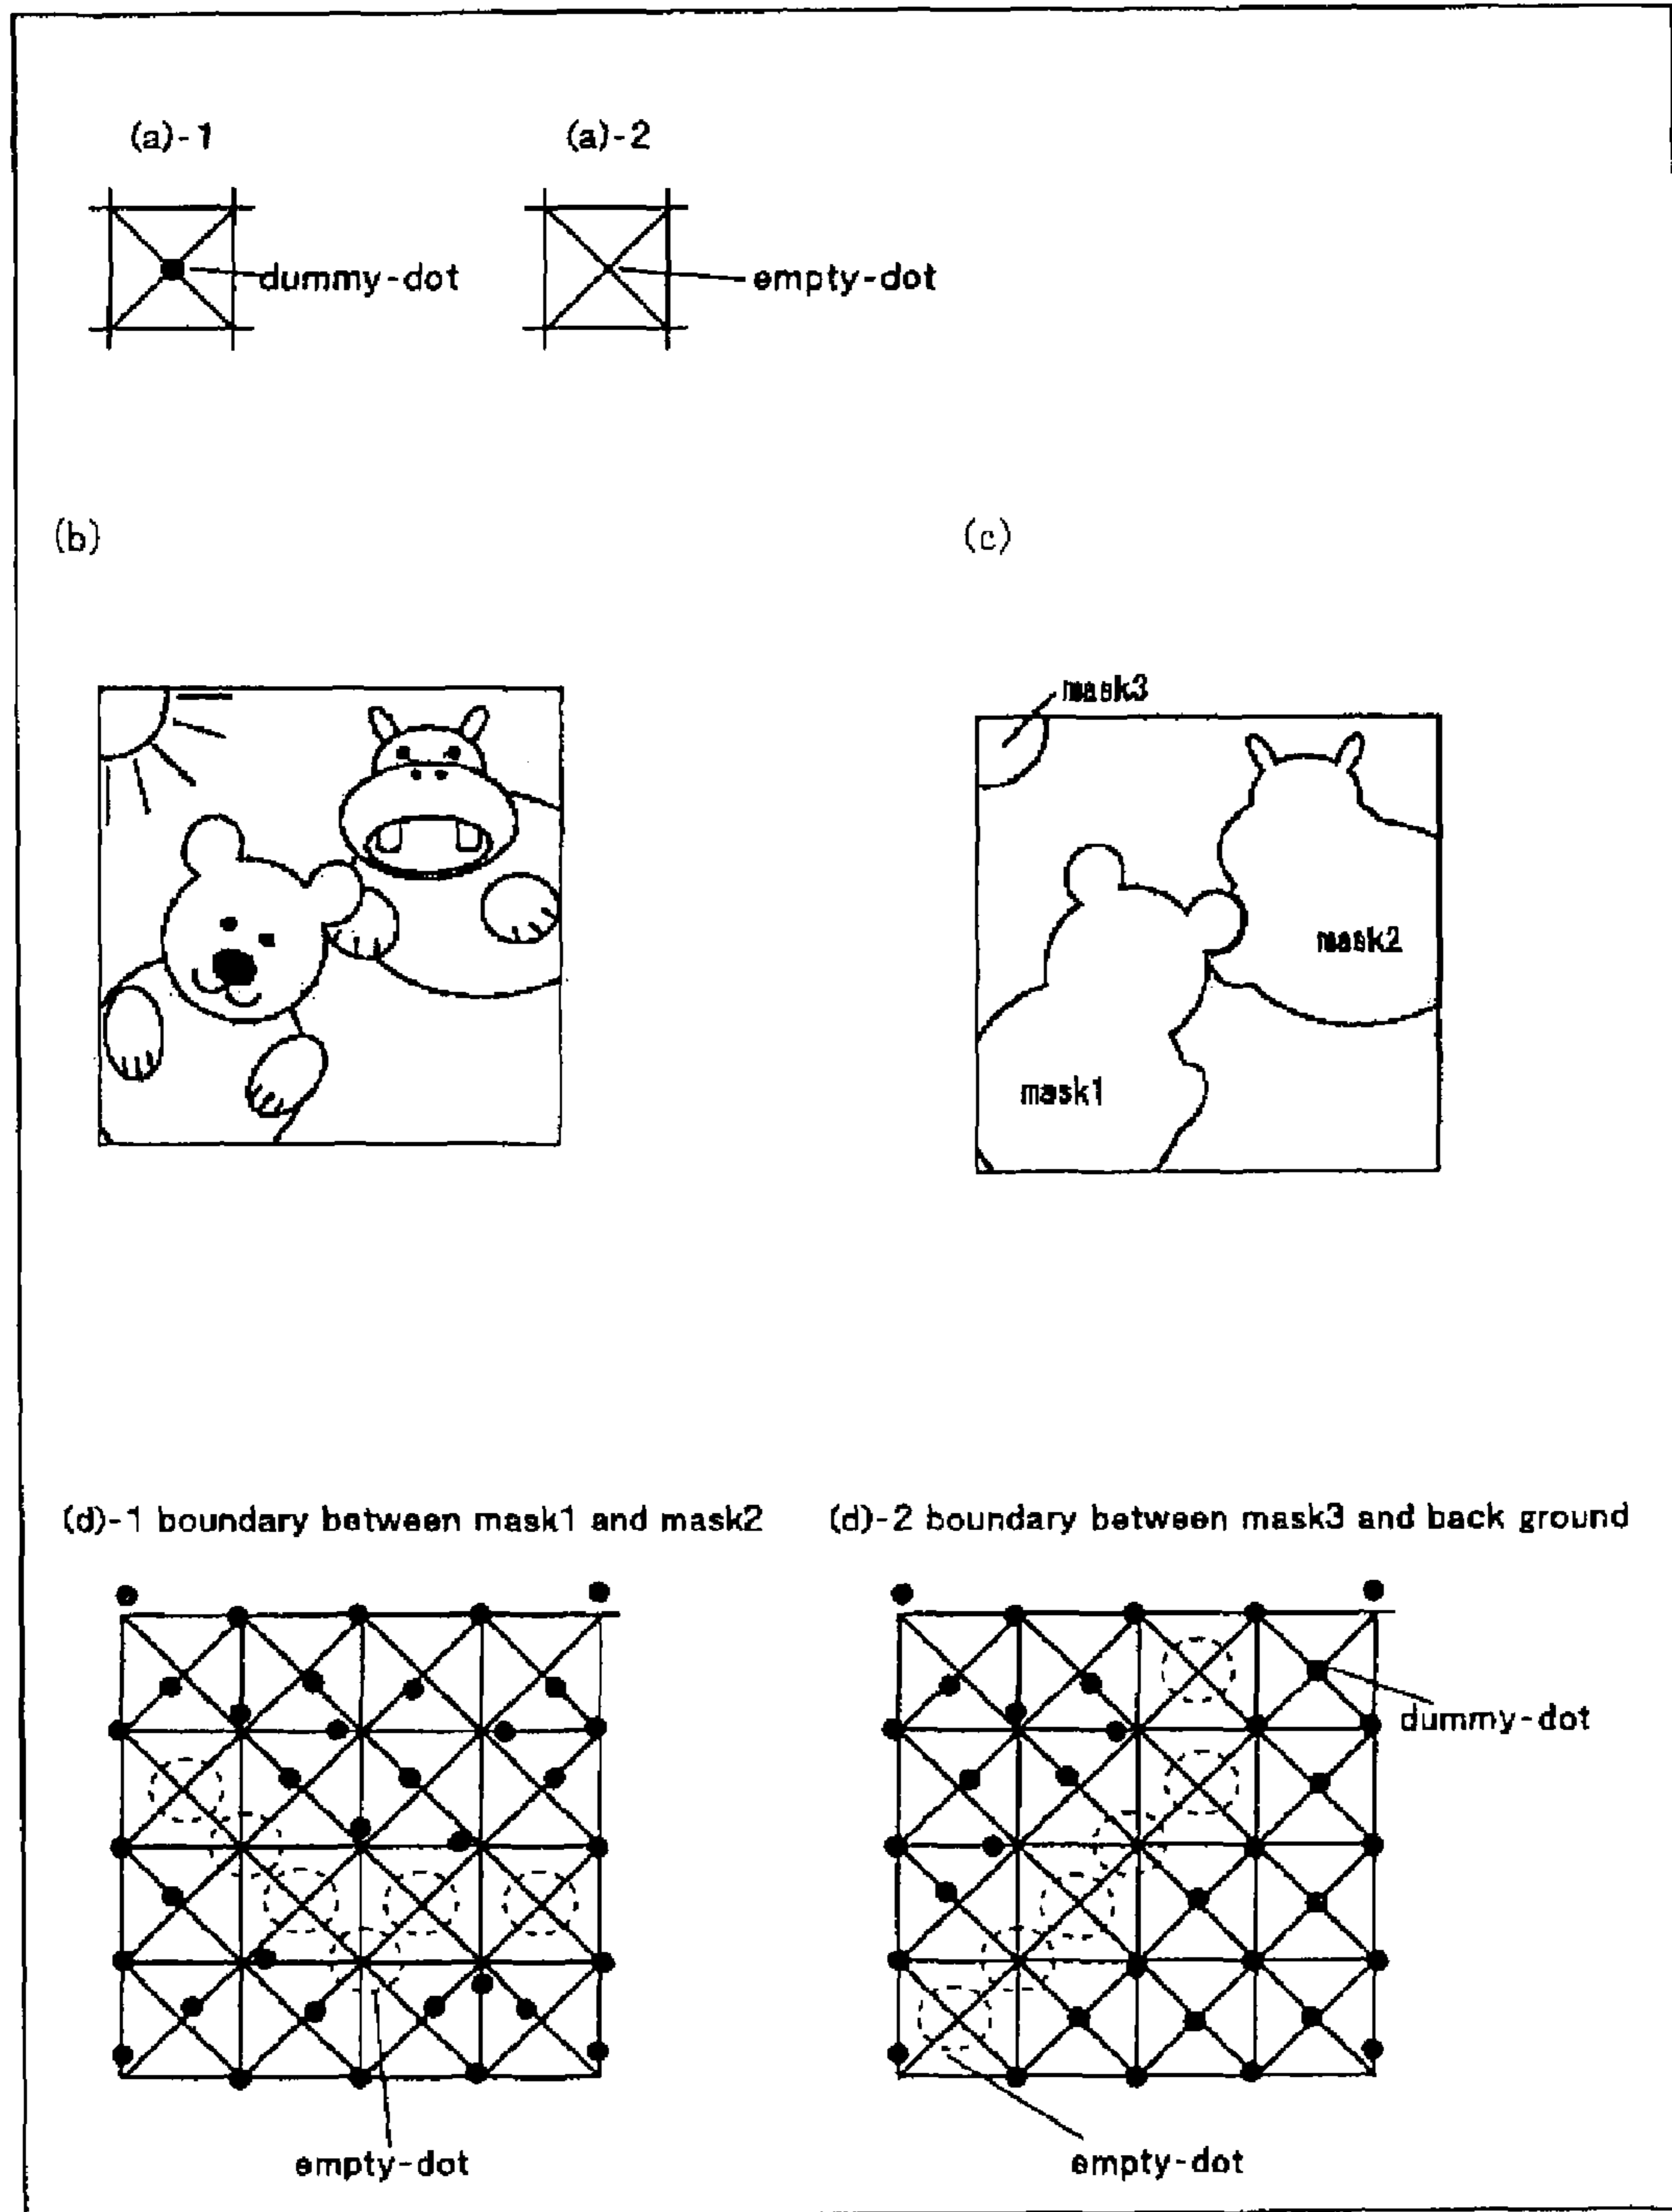 (a)-1 (a)-2
dummy-dot empty-dot
(b) (c)
mask3
mask2
mask1
(d)-1 boundary between mask1 and mask2 (d)-2 boundary between mask3 and back ground
dummy-dot
empty-dot empty-dot